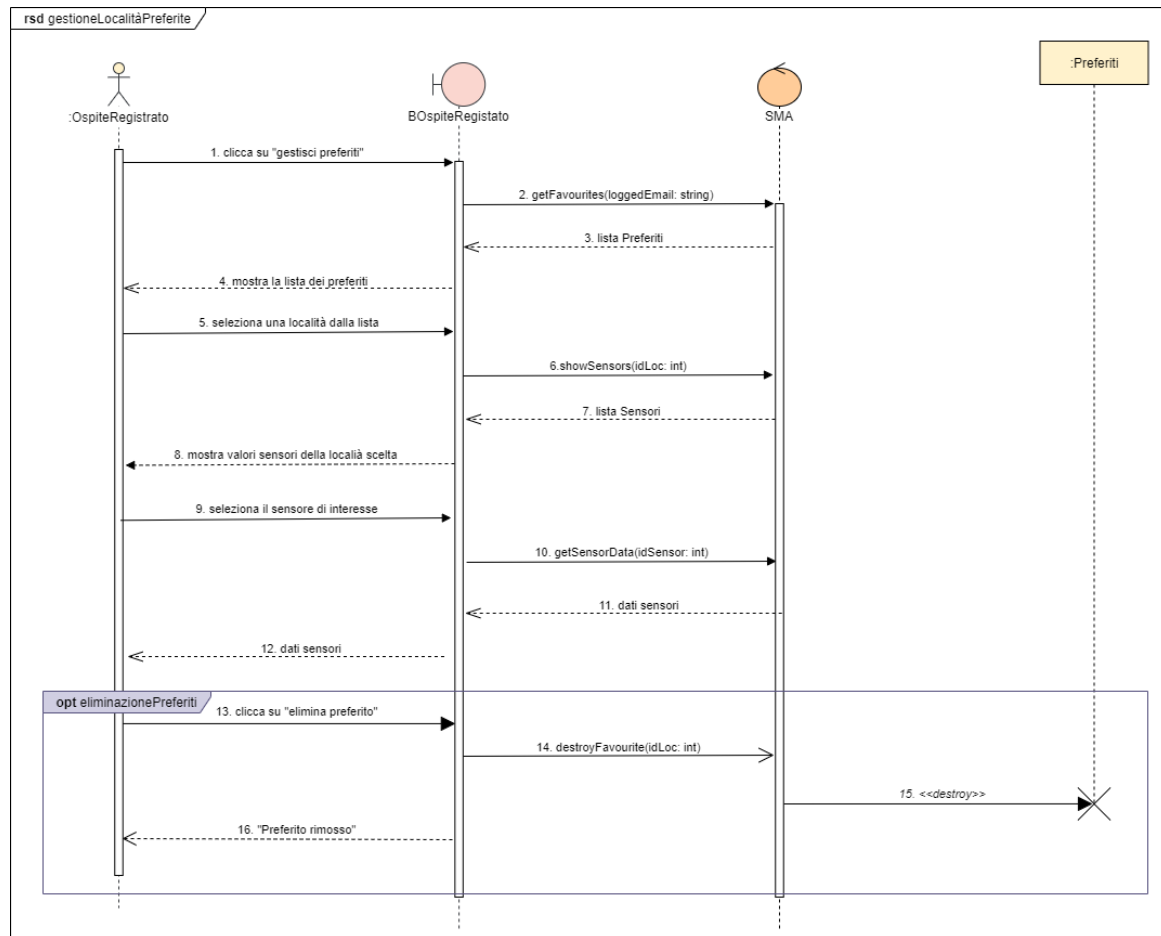 rsd gestioneLocalitàPreferite
:Preferiti
:OspiteRegistrato
BOspiteRegistato
SMA
1. clicca su "gestisci preferiti"
2. getFavourites(loggedEmail: string)
3. lista Preferiti
4. mostra la lista dei preferiti
5. seleziona una località dalla lista
6.showSensors(idLoc: int)
7. lista Sensori
8. mostra valori sensori della localià scelta
9. seleziona il sensore di interesse
10. getSensorData(idSensor: int)
11. dati sensori
12. dati sensori
opt eliminazionePreferiti
13. clicca su "elimina preferito"
14. destroyFavourite(idLoc: int)
15. <<destroy>>
16. "Preferito rimosso"